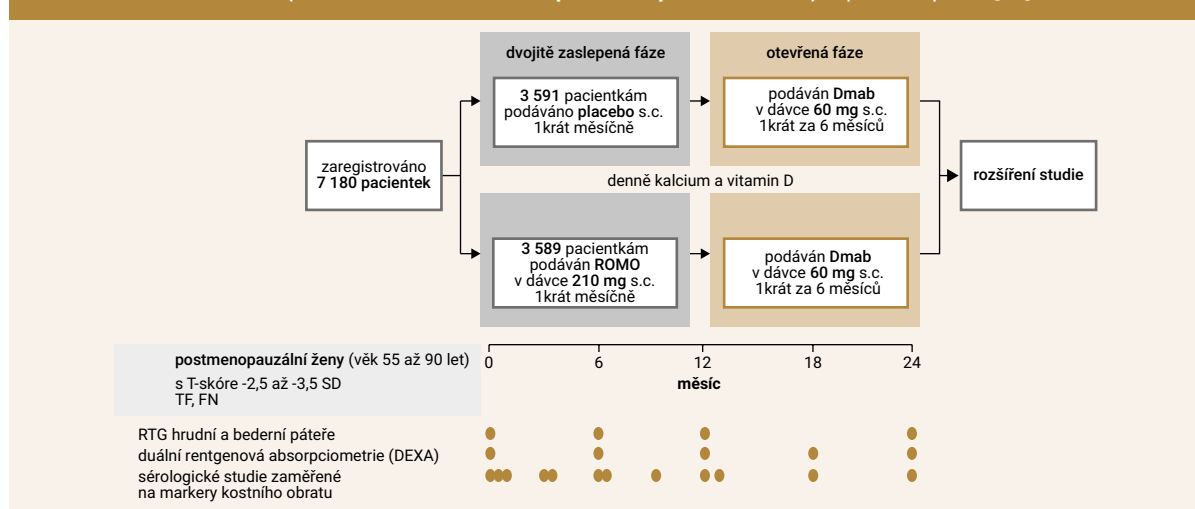 dvojitě zaslepená fáze
otevřená fáze
3 591 pacientkám
podáváno placebo s.c.
1krát měsíčně
podáván Dmab
v dávce 60 mg s.c.
1krát za 6 měsíců
zaregistrováno
7 180 pacientek
denně kalcium a vitamin D
rozšíření studie
3 589 pacientkám
podáván ROMO
v dávce 210 mg s.c.
1krát měsíčně
podáván Dmab
v dávce 60 mg s.c.
1krát za 6 měsíců
postmenopauzální ženy (věk 55 až 90 let)
s T-skóre -2,5 až -3,5 SD
TF, FN
0 6 12 18 24
měsíc
RTG hrudní a bederní páteře
duální rentgenová absorpciometrie (DEXA)
sérologické studie zaměřené
na markery kostního obratu